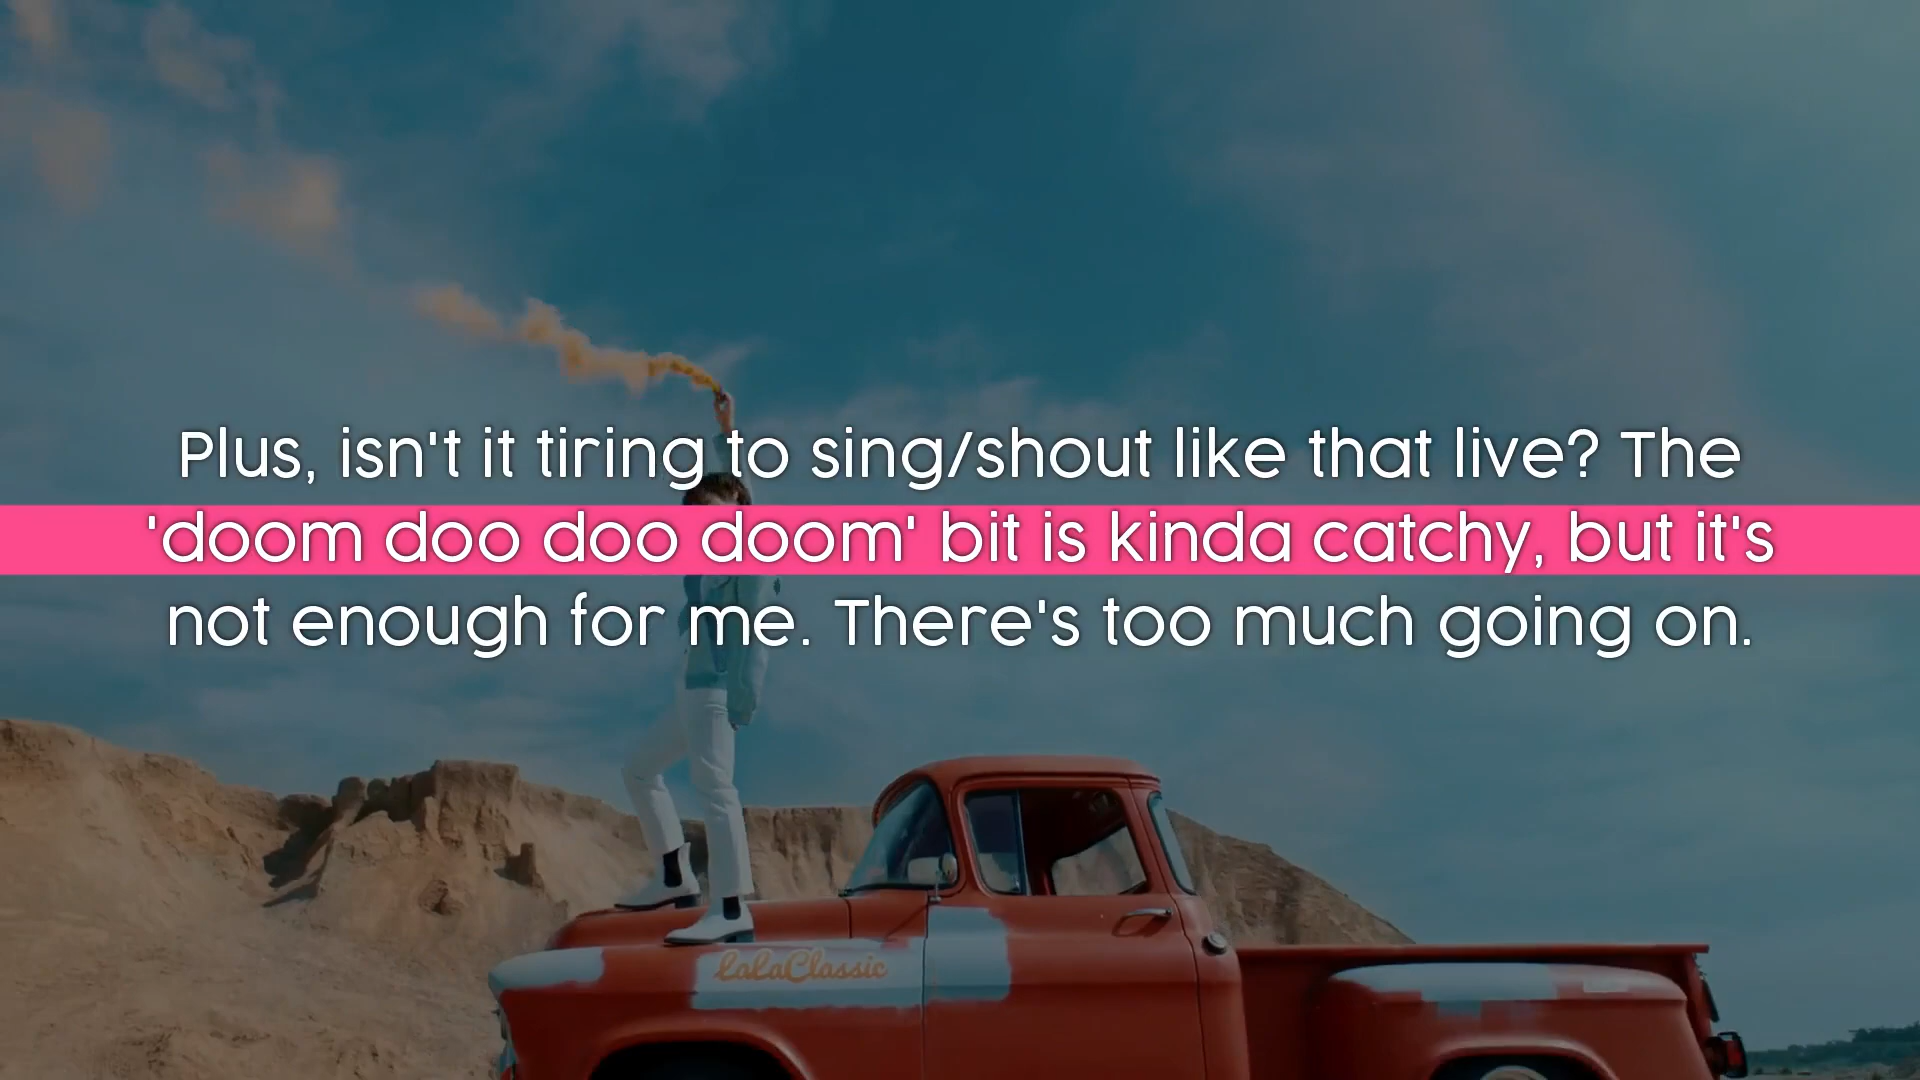 Plus, isn't it tiring to sing/shout like that live? The
'doom doo doo doom' bit is kinda catchy, but it's
not enough for me. There's too much going on.
LaLaClassic